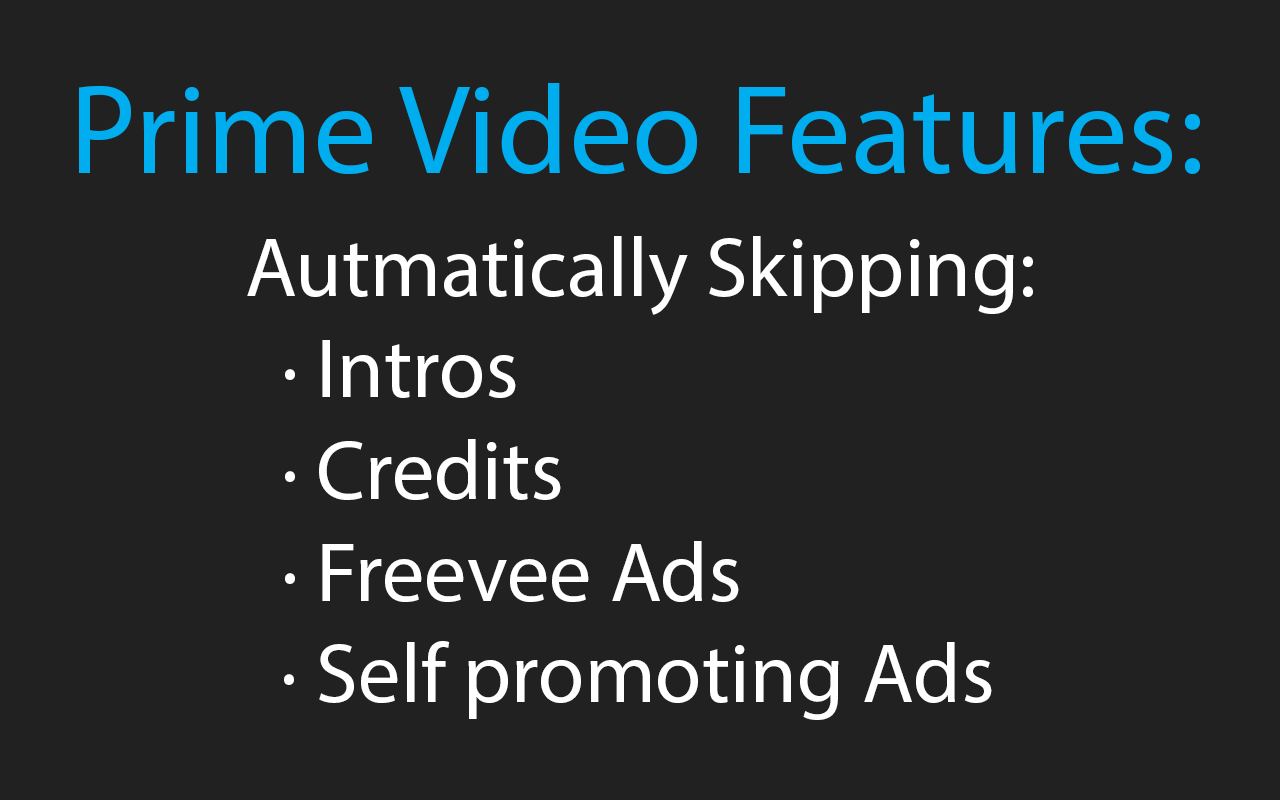 Prime Video Features:
Autmatically Skipping:
· Intros
· Credits
· Freevee Ads
· Self promoting Ads